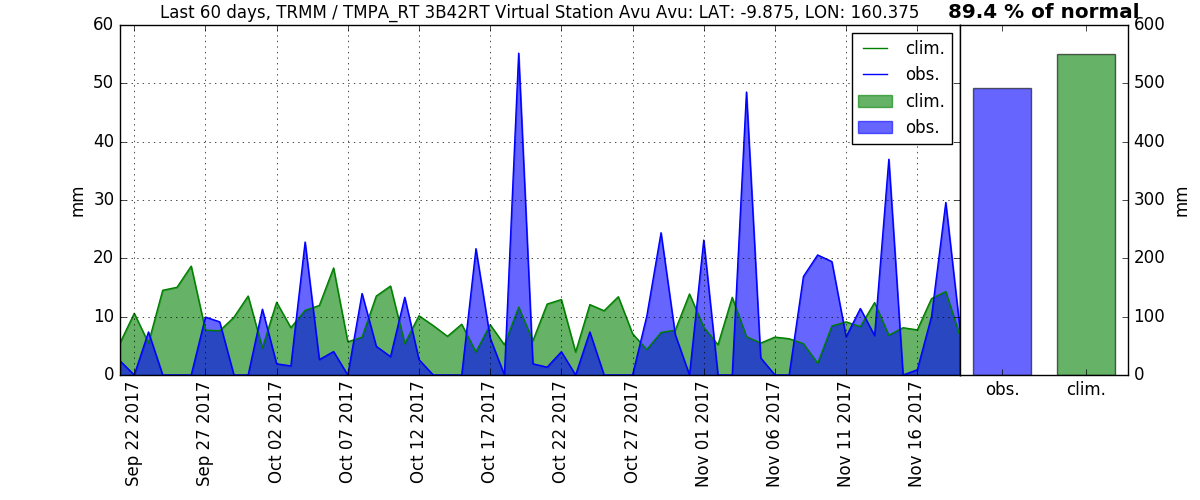 Last 60 days, TRMM / TMPA_RT 3B42RT Virtual Station Avu Avu: LAT: -9.875, LON: 160.375
89.4 % of normal
60
50
40
30
20
10
0
mm
clim.
obs.
clim.
obs.
600
500
400
300
200
100
0
mm
Sep 22 2017
Sep 27 2017
Oct 02 2017
Oct 07 2017
Oct 12 2017
Oct 17 2017
Oct 22 2017
Oct 27 2017
Nov 01 2017
Nov 06 2017
Nov 11 2017
Nov 16 2017
obs.
clim.